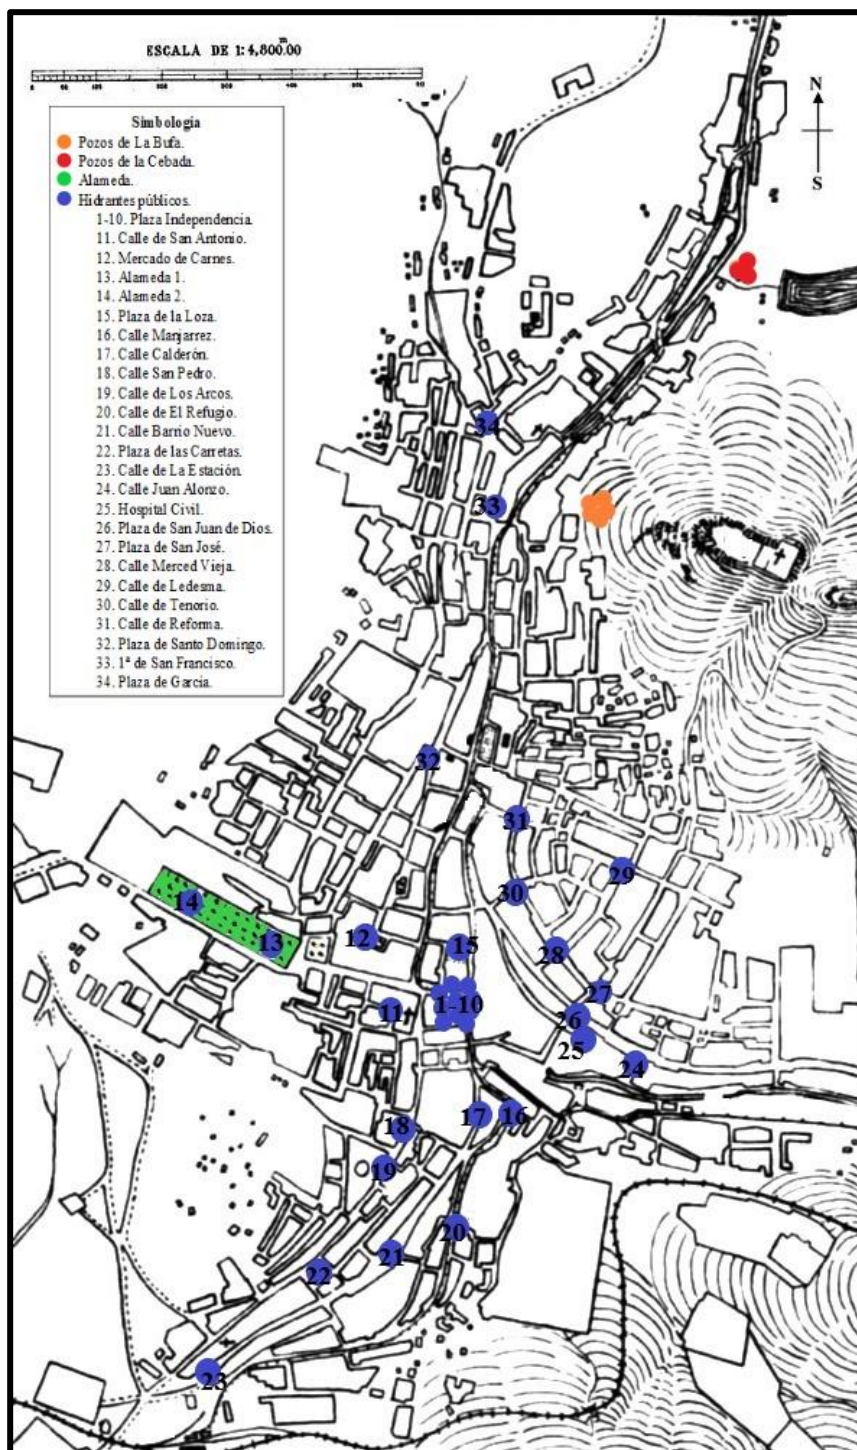 ESCALA DE 1:4,800.00
m
N
S
Simbología
Pozos de La Bufa.
Pozos de la Cebada.
Alameda.
Hidrantes públicos.
1-10. Plaza Independencia.
11. Calle de San Antonio.
12. Mercado de Carnes.
13. Alameda 1.
14. Alameda 2.
15. Plaza de la Loza.
16. Calle Manjarrez.
17. Calle Calderón.
18. Calle San Pedro.
19. Calle de Los Arcos.
20. Calle de El Refugio.
21. Calle Barrio Nuevo.
22. Plaza de las Carretas.
23. Calle de La Estación.
24. Calle Juan Alonzo.
25. Hospital Civil.
26. Plaza de San Juan de Dios.
27. Plaza de San José.
28. Calle Merced Vieja.
29. Calle de Ledesma.
30. Calle de Tenorio.
31. Calle de Reforma.
32. Plaza de Santo Domingo.
33. 1ª de San Francisco.
34. Plaza de García.
34
33
32
31
29
30
14
13
12
15
28
27
11
1-10
26
25
24
18
17
16
19
20
21
22
23